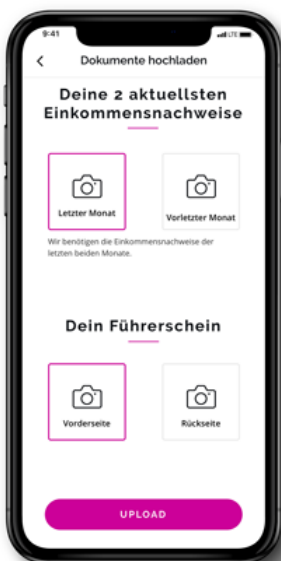 9:41
LTE
Dokumente hochladen
Deine 2 aktuellsten
Einkommensnachweise
Letzter Monat
Vorletzter Monat
Wir benötigen die Einkommensnachweise der
letzten beiden Monate.
Dein Führerschein
Vorderseite
Rückseite
UPLOAD